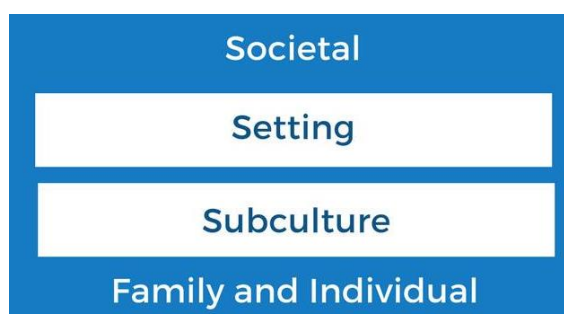 Societal
Setting
Subculture
Family and Individual